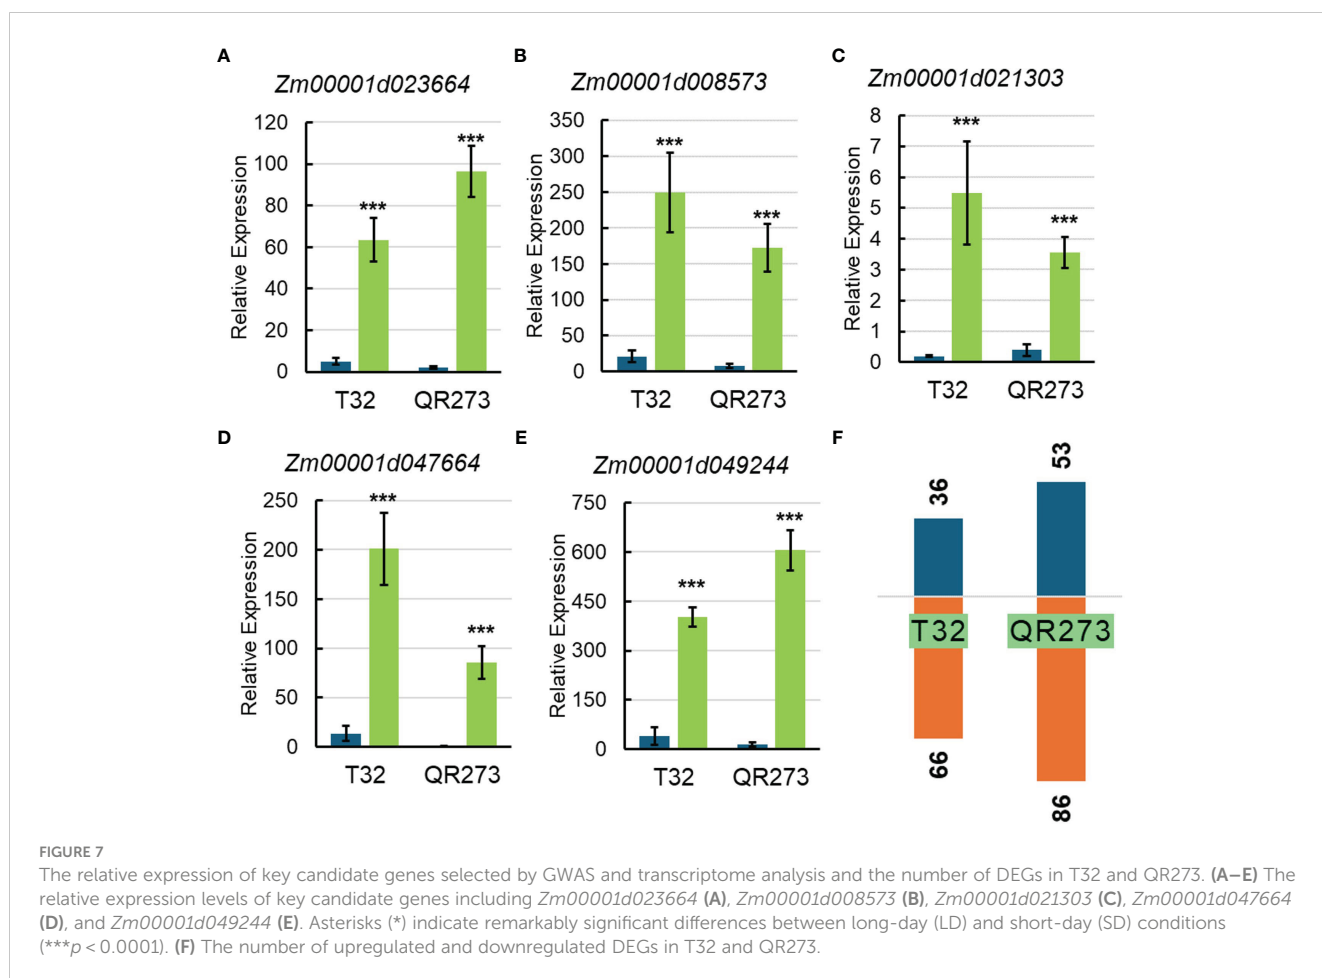 A
Zm00001d023664
Relative Expression
120
100
80
60
40
20
0
***
***
T32 QR273
B
Zm00001d008573
Relative Expression
350
300
250
200
150
100
50
0
***
***
T32 QR273
C
Zm00001d021303
Relative Expression
8
7
6
5
4
3
2
1
0
***
***
T32 QR273
D
Zm00001d047664
Relative Expression
250
200
150
100
50
0
***
***
T32 QR273
E
Zm00001d049244
Relative Expression
750
600
450
300
150
0
***
***
T32 QR273
F
36
53
T32 QR273
66
86
FIGURE 7
The relative expression of key candidate genes selected by GWAS and transcriptome analysis and the number of DEGs in T32 and QR273. (A–E) The
relative expression levels of key candidate genes including Zm00001d023664 (A), Zm00001d008573 (B), Zm00001d021303 (C), Zm00001d047664
(D), and Zm00001d049244 (E). Asterisks (*) indicate remarkably significant differences between long-day (LD) and short-day (SD) conditions
(***p < 0.0001). (F) The number of upregulated and downregulated DEGs in T32 and QR273.